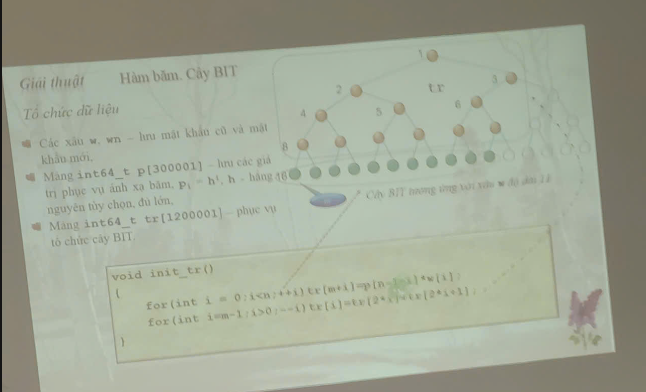 Giải thuật
Hàm băm. Cây BIT
Tổ chức dữ liệu
Các xâu w, wn – lưu mật khẩu cũ và mật
khẩu mới,
Mảng int64_t p[300001] – lưu các giá
trị phục vụ ánh xạ băm, pᵢ = hⁱ, h - hằng
nguyên tùy chọn, đủ lớn,
Mảng int64_t tr[1200001] – phục vụ
tổ chức cây BIT.
1
2
3
tr
4
5
6
8
16
Cây BIT tương ứng với xâu w độ dài
void init_tr()
{
for(int i = 0;i<n;++i)tr[m+i]=p[n-1-i]*w[i];
for(int i=m-1;i>0;--i)tr[i]=tr[2*i]+tr[2*i+1];
}